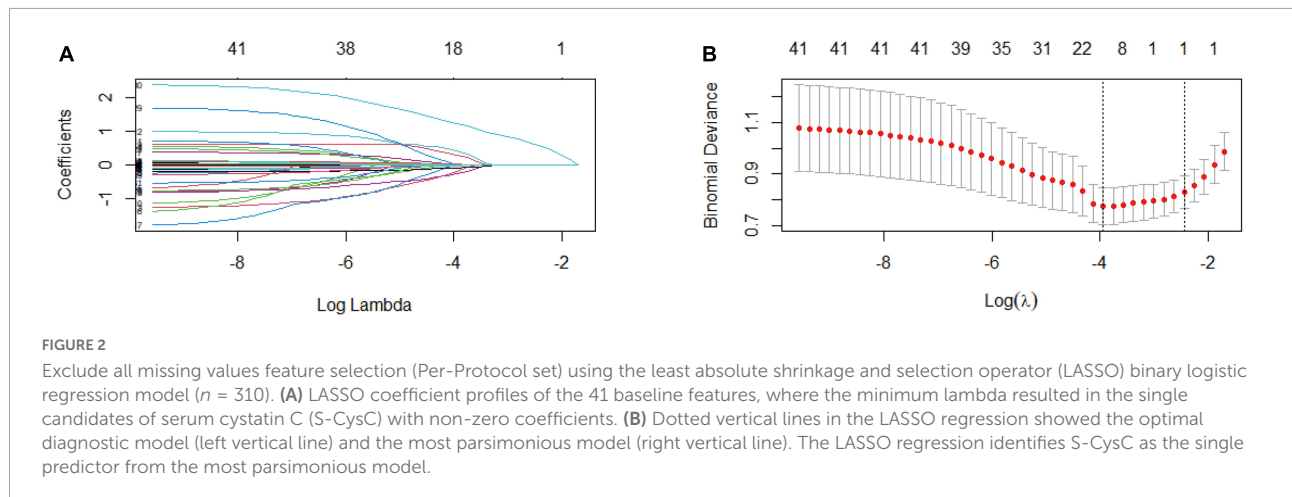 A
41 38 18 1
2
1
0
-1
Coefficients
-8 -6 -4 -2
Log Lambda
B
41 41 41 41 39 35 31 22 8 1 1 1
1.1
0.9
0.7
Binomial Deviance
-8 -6 -4 -2
Log(λ)
FIGURE 2
Exclude all missing values feature selection (Per-Protocol set) using the least absolute shrinkage and selection operator (LASSO) binary logistic
regression model (n = 310). (A) LASSO coefficient profiles of the 41 baseline features, where the minimum lambda resulted in the single
candidates of serum cystatin C (S-CysC) with non-zero coefficients. (B) Dotted vertical lines in the LASSO regression showed the optimal
diagnostic model (left vertical line) and the most parsimonious model (right vertical line). The LASSO regression identifies S-CysC as the single
predictor from the most parsimonious model.